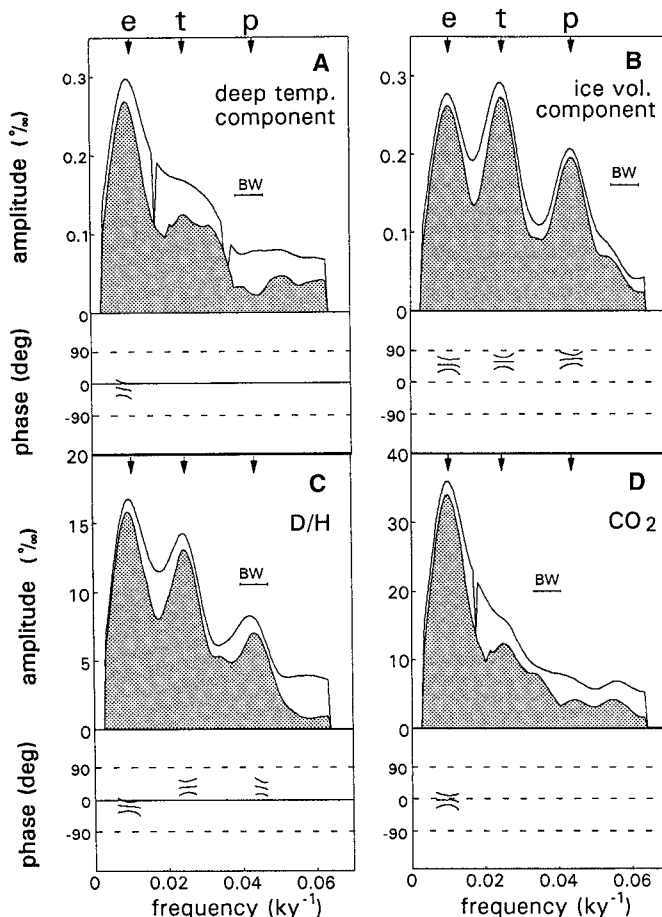 e t p e t p
A
deep temp.
component
B
ice vol.
component
BW
BW
amplitude (‰)
0.3
0.2
0.1
0
0.3
0.2
0.1
0
phase (deg)
90
0
-90
90
0
-90
C
D/H
D
CO2
BW
BW
amplitude (‰)
20
15
10
5
0
40
30
20
10
0
phase (deg)
90
0
-90
90
0
-90
0 0.02 0.04 0.06
0 0.02 0.04 0.06
frequency (ky-1)
frequency (ky-1)